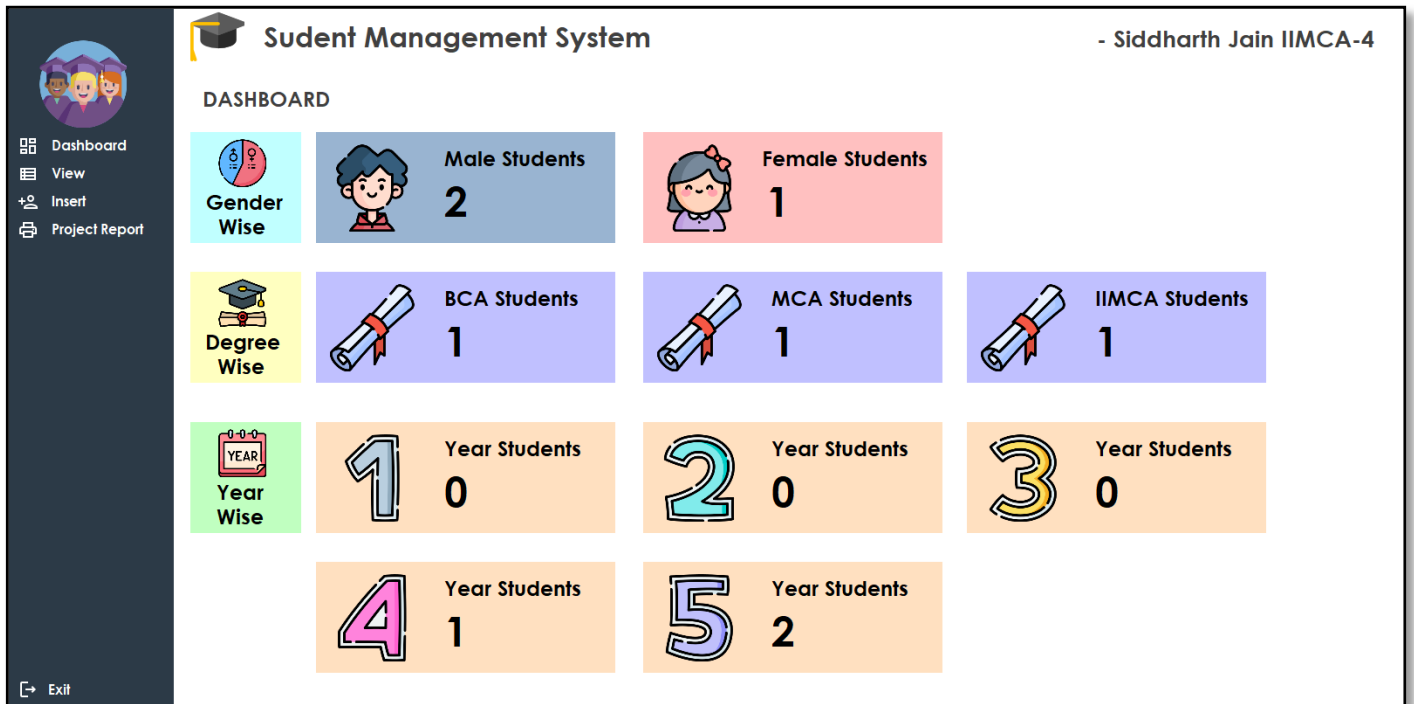 Sudent Management System
- Siddharth Jain IIMCA-4
Dashboard
View
Insert
Project Report
Exit
DASHBOARD
Gender
Wise
Male Students
2
Female Students
1
Degree
Wise
BCA Students
1
MCA Students
1
IIMCA Students
1
YEAR
Year
Wise
1
Year Students
0
2
Year Students
0
3
Year Students
0
4
Year Students
1
5
Year Students
2